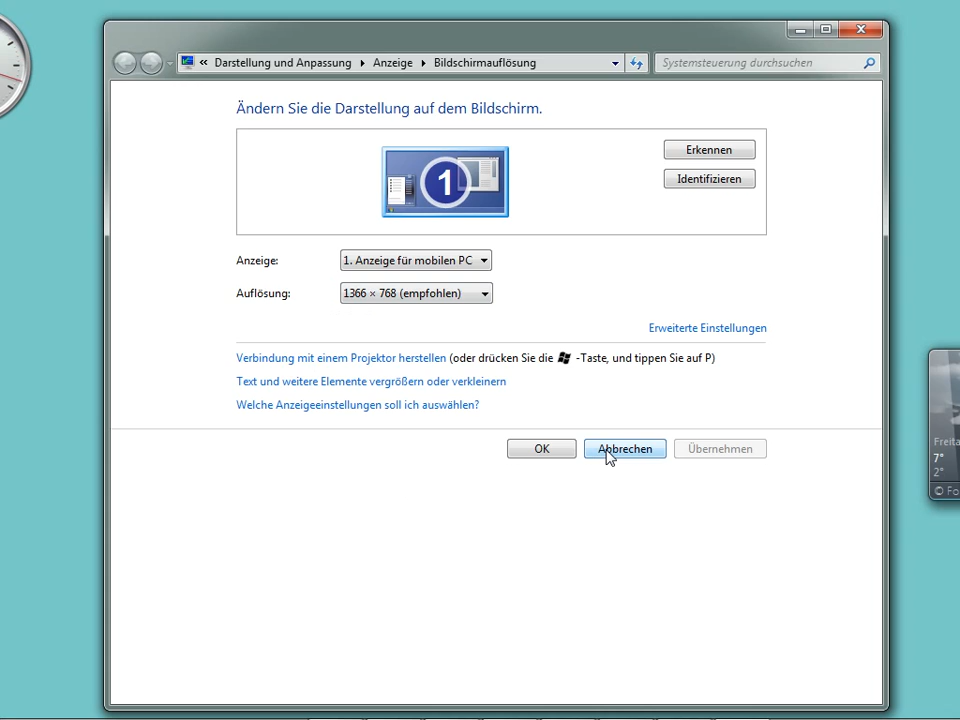 « Darstellung und Anpassung Anzeige Bildschirmauflösung Systemsteuerung durchsuchen
Ändern Sie die Darstellung auf dem Bildschirm.
1
Erkennen
Identifizieren
Anzeige: 1. Anzeige für mobilen PC
Auflösung: 1366 × 768 (empfohlen)
Erweiterte Einstellungen
Verbindung mit einem Projektor herstellen (oder drücken Sie die -Taste, und tippen Sie auf P)
Text und weitere Elemente vergrößern oder verkleinern
Welche Anzeigeeinstellungen soll ich auswählen?
OK Abbrechen Übernehmen
7°
2°
©